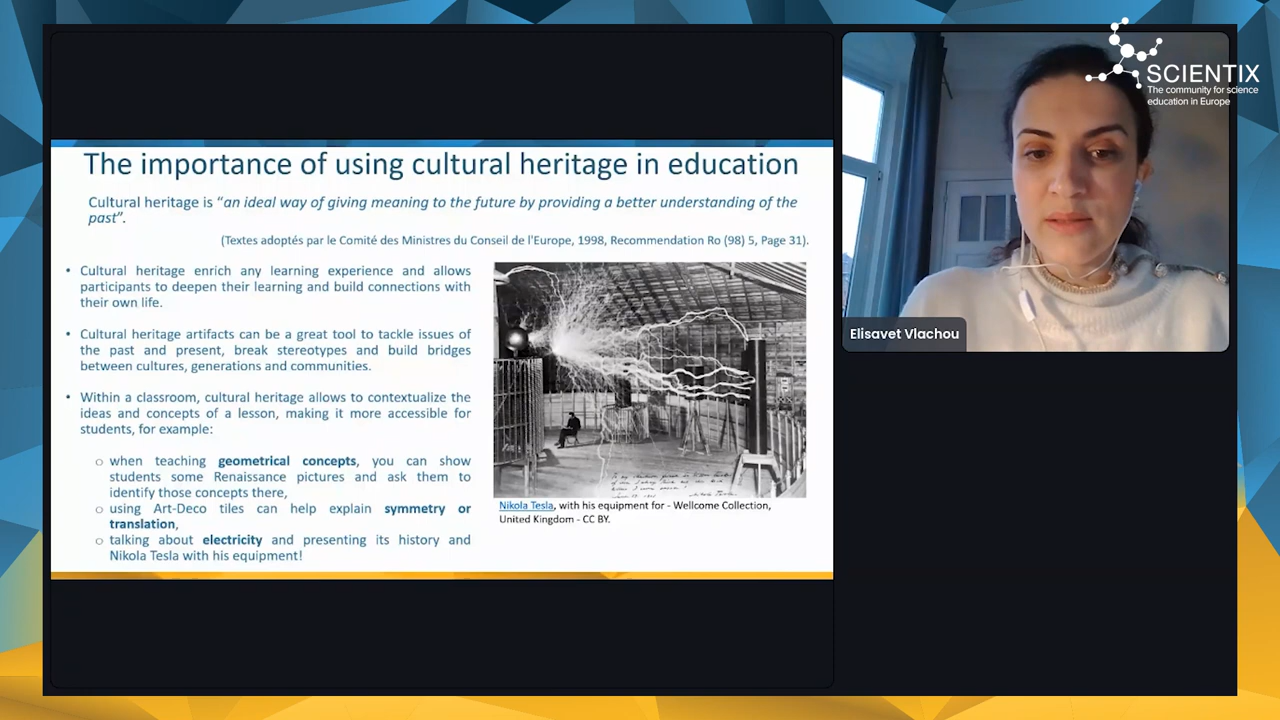 The importance of using cultural heritage in education
Cultural heritage is “an ideal way of giving meaning to the future by providing a better understanding of the
past”.
(Textes adoptés par le Comité des Ministres du Conseil de l'Europe, 1998, Recommendation Ro (98) 5, Page 31).
• Cultural heritage enrich any learning experience and allows
participants to deepen their learning and build connections with
their own life.
• Cultural heritage artifacts can be a great tool to tackle issues of
the past and present, break stereotypes and build bridges
between cultures, generations and communities.
• Within a classroom, cultural heritage allows to contextualize the
ideas and concepts of a lesson, making it more accessible for
students, for example:
o when teaching geometrical concepts, you can show
students some Renaissance pictures and ask them to
identify those concepts there,
o using Art-Deco tiles can help explain symmetry or
translation,
o talking about electricity and presenting its history and
Nikola Tesla with his equipment!
Nikola Tesla, with his equipment for - Wellcome Collection,
United Kingdom - CC BY.
SCIENTIX
The community for science
education in Europe
Elisavet Vlachou